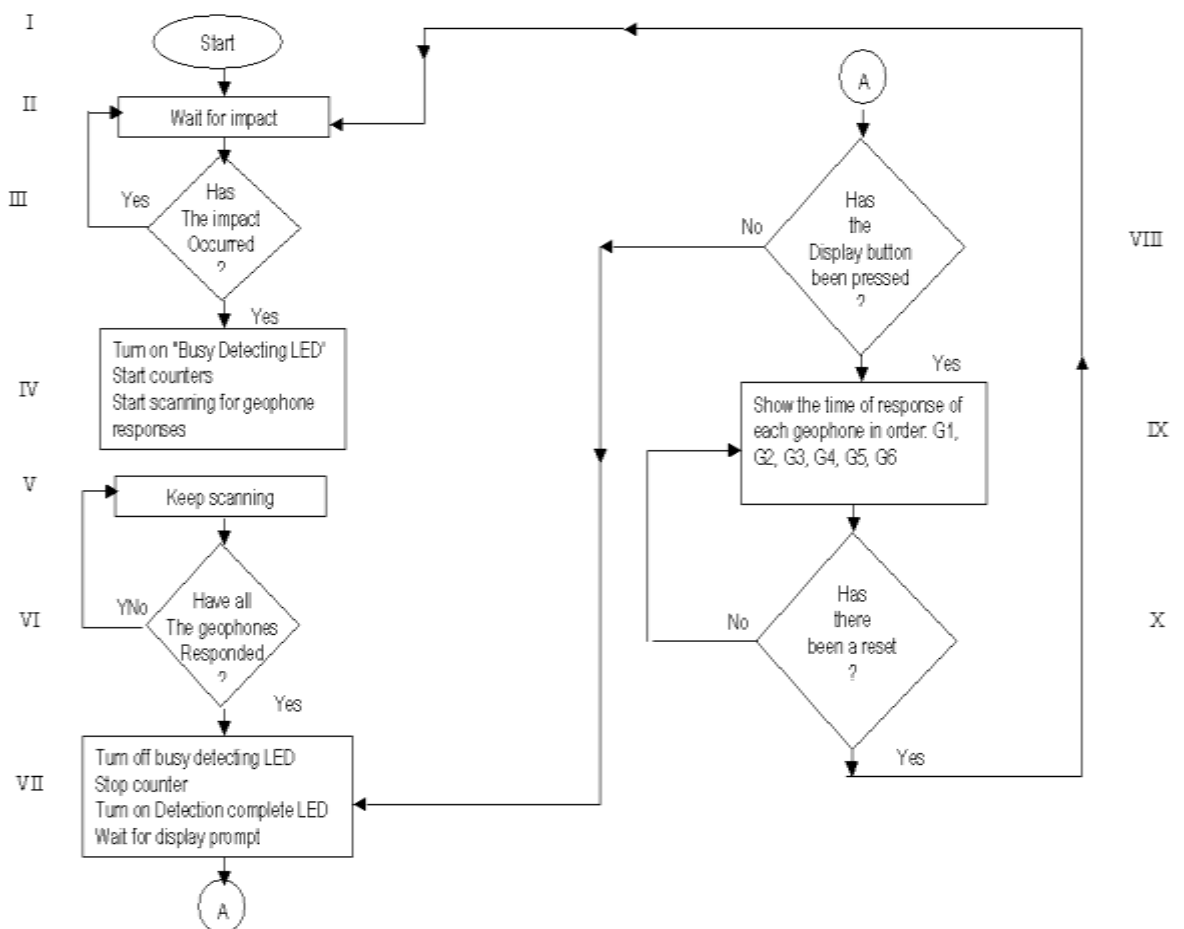 I
Start
II
Wait for impact
III
Yes
Has
The impact
Occurred
?
Yes
IV
Turn on "Busy Detecting LED'
Start counters
Start scanning for geophone
responses
V
Keep scanning
VI
YNo
Have all
The geophones
Responded
?
Yes
VII
Turn off busy detecting LED
Stop counter
Turn on Detection complete LED
Wait for display prompt
A
A
VIII
No
Has
the
Display button
been pressed
?
Yes
IX
Show the time of response of
each geophone in order: G1,
G2, G3, G4, G5, G6
X
No
Has
there
been a reset
?
Yes